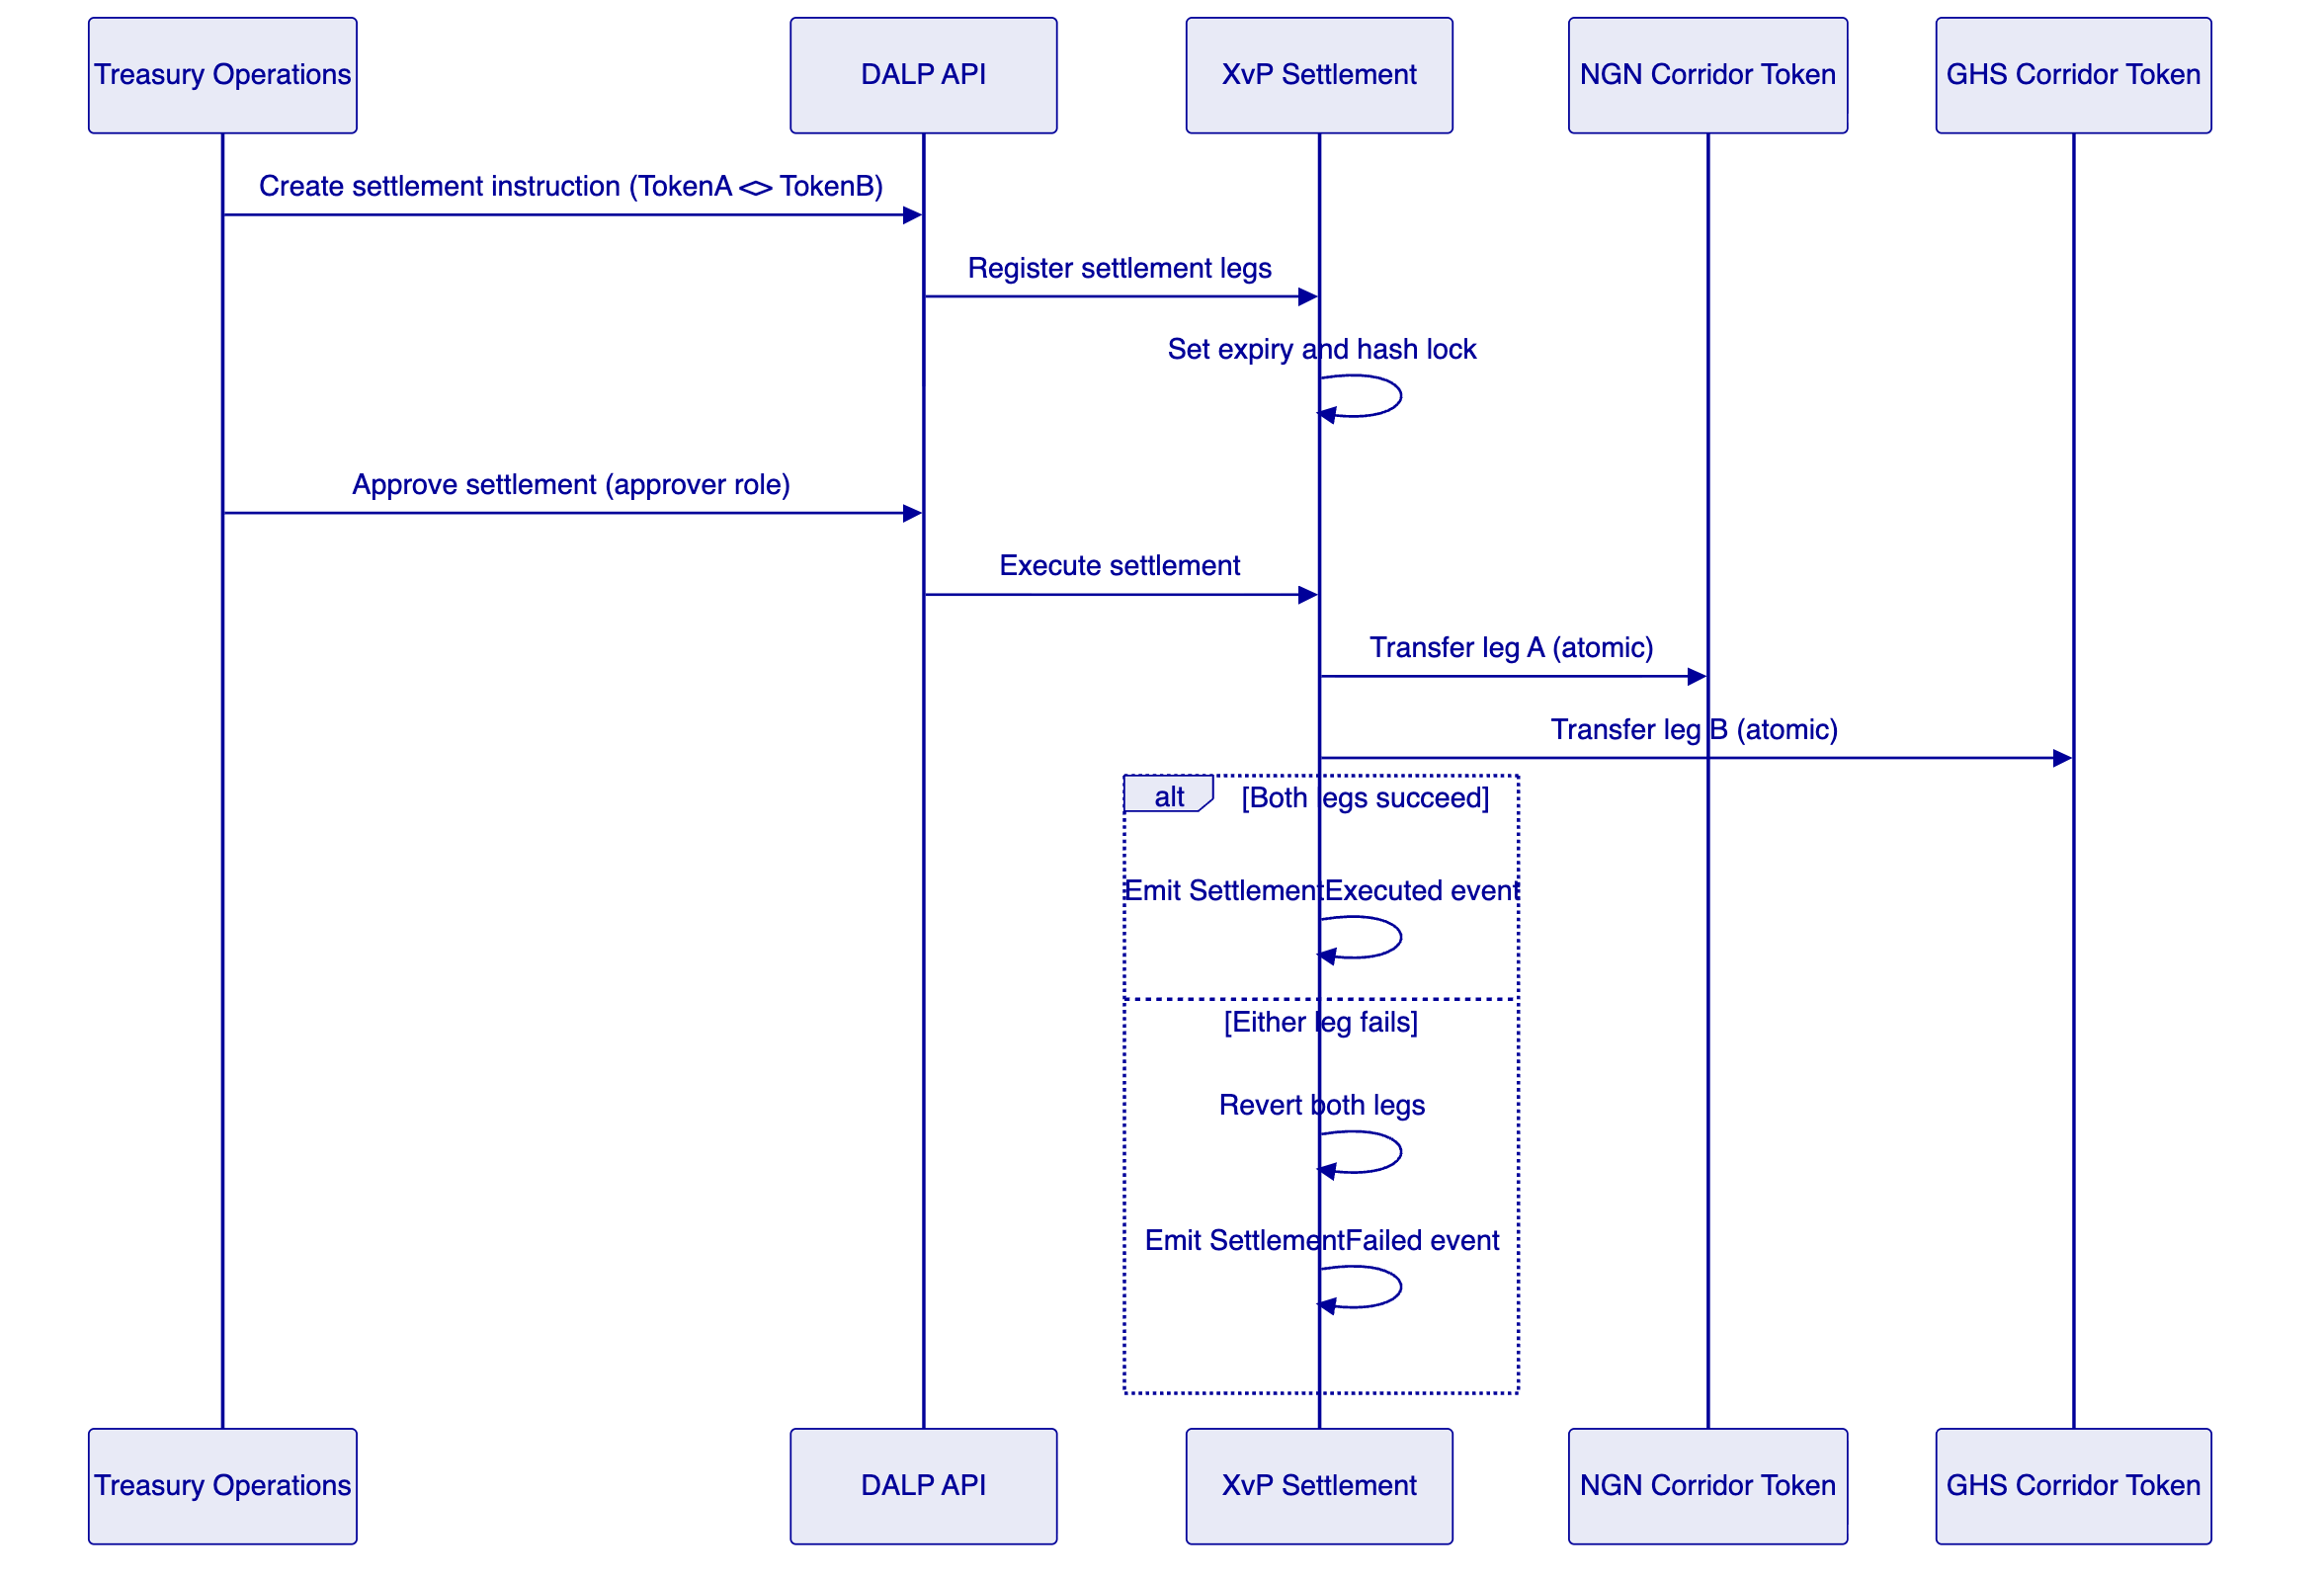 Treasury Operations
DALP API
XvP Settlement
NGN Corridor Token
GHS Corridor Token
Create settlement instruction (TokenA <> TokenB)
Register settlement legs
Set expiry and hash lock
Approve settlement (approver role)
Execute settlement
Transfer leg A (atomic)
Transfer leg B (atomic)
alt
[Both legs succeed]
Emit SettlementExecuted event
[Either leg fails]
Revert both legs
Emit SettlementFailed event
Treasury Operations
DALP API
XvP Settlement
NGN Corridor Token
GHS Corridor Token